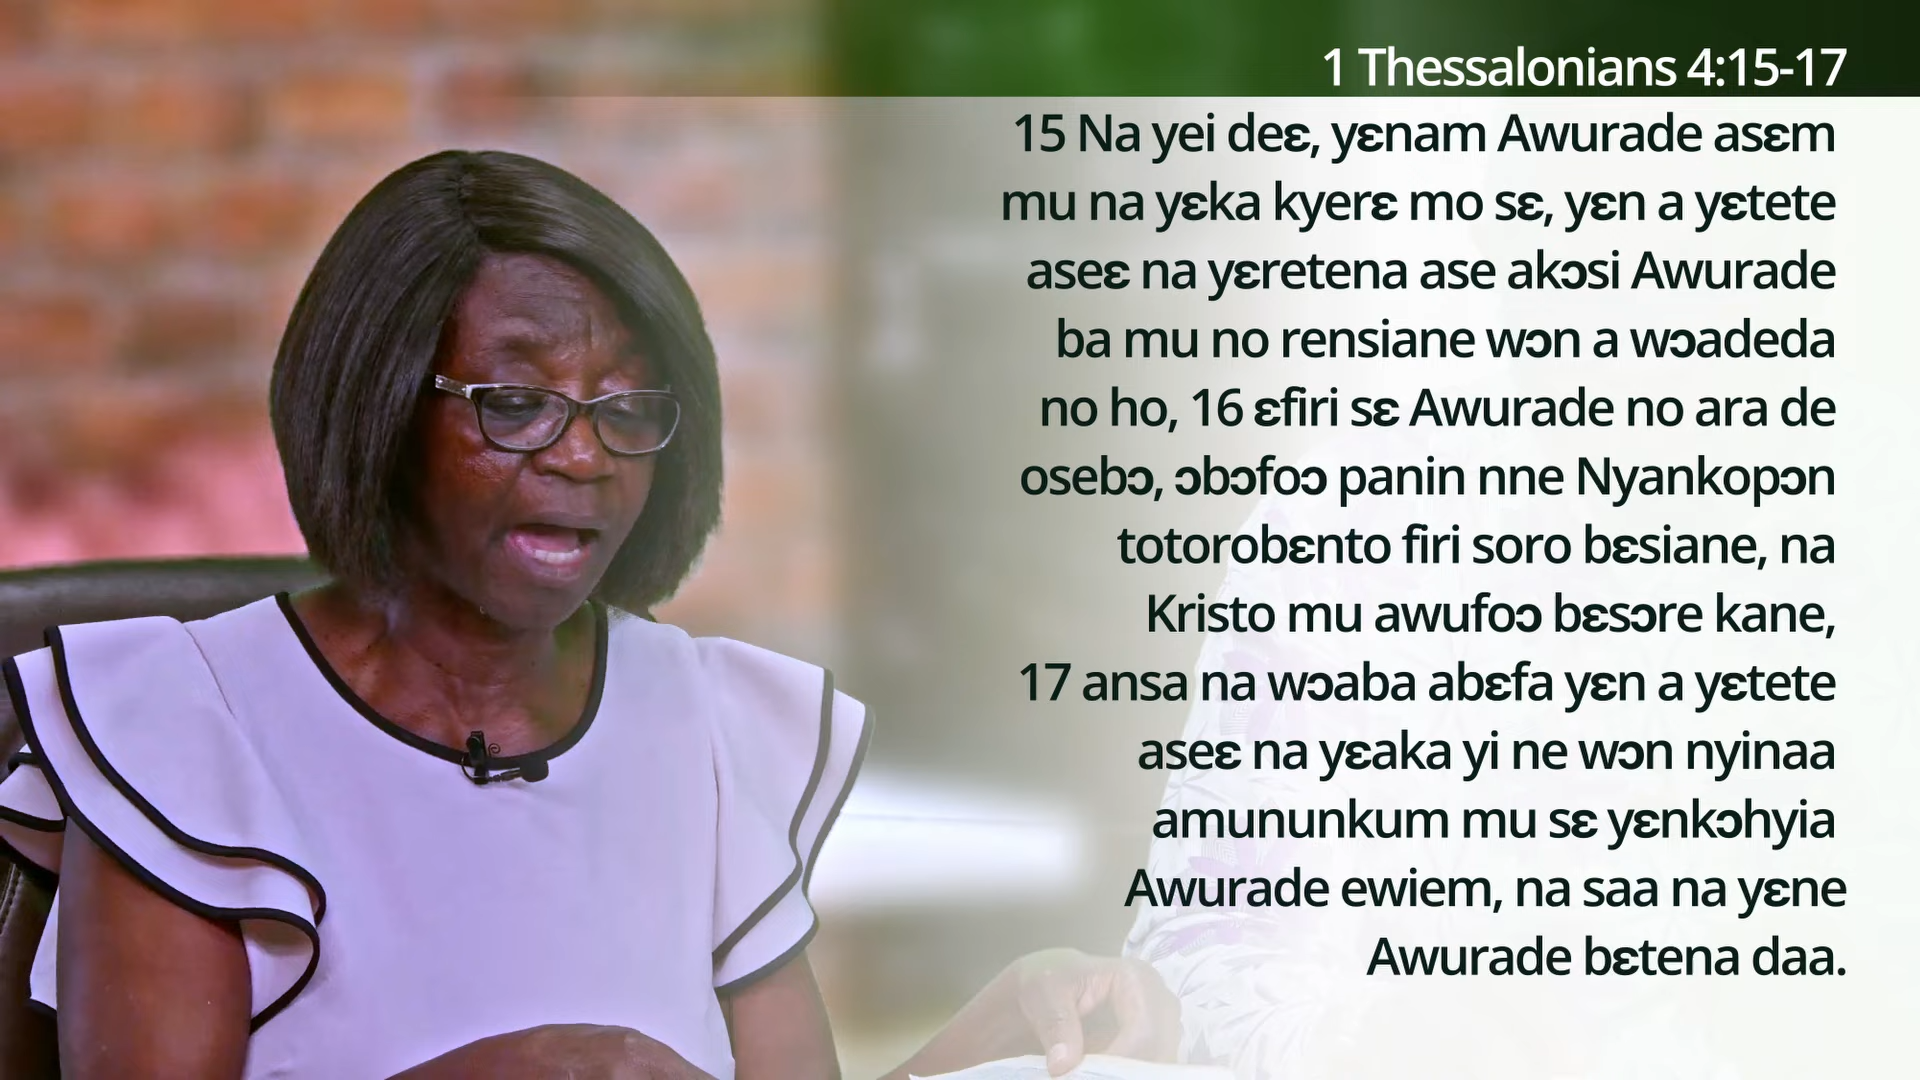 1 Thessalonians 4:15-17
15 Na yei deɛ, yɛnam Awurade asɛm
mu na yɛka kyerɛ mo sɛ, yɛn a yɛtete
aseɛ na yɛretena ase akɔsi Awurade
ba mu no rensiane wɔn a wɔadeda
no ho, 16 ɛfiri sɛ Awurade no ara de
osebɔ, ɔbɔfoɔ panin nne Nyankopɔn
totorobɛnto firi soro bɛsiane, na
Kristo mu awufoɔ bɛsɔre kane,
17 ansa na wɔaba abɛfa yɛn a yɛtete
aseɛ na yɛaka yi ne wɔn nyinaa
amununkum mu sɛ yɛnkɔhyia
Awurade ewiem, na saa na yɛne
Awurade bɛtena daa.